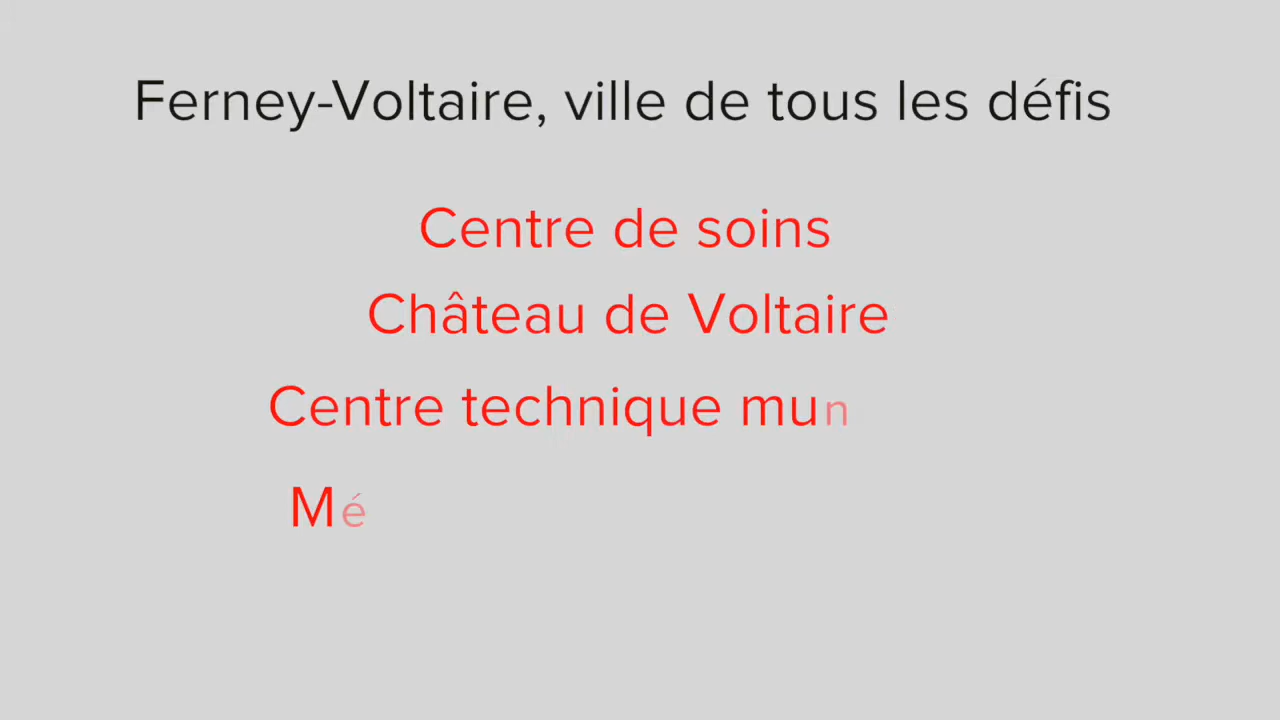 Ferney-Voltaire, ville de tous les défis
Centre de soins
Château de Voltaire
Centre technique mun
Mé